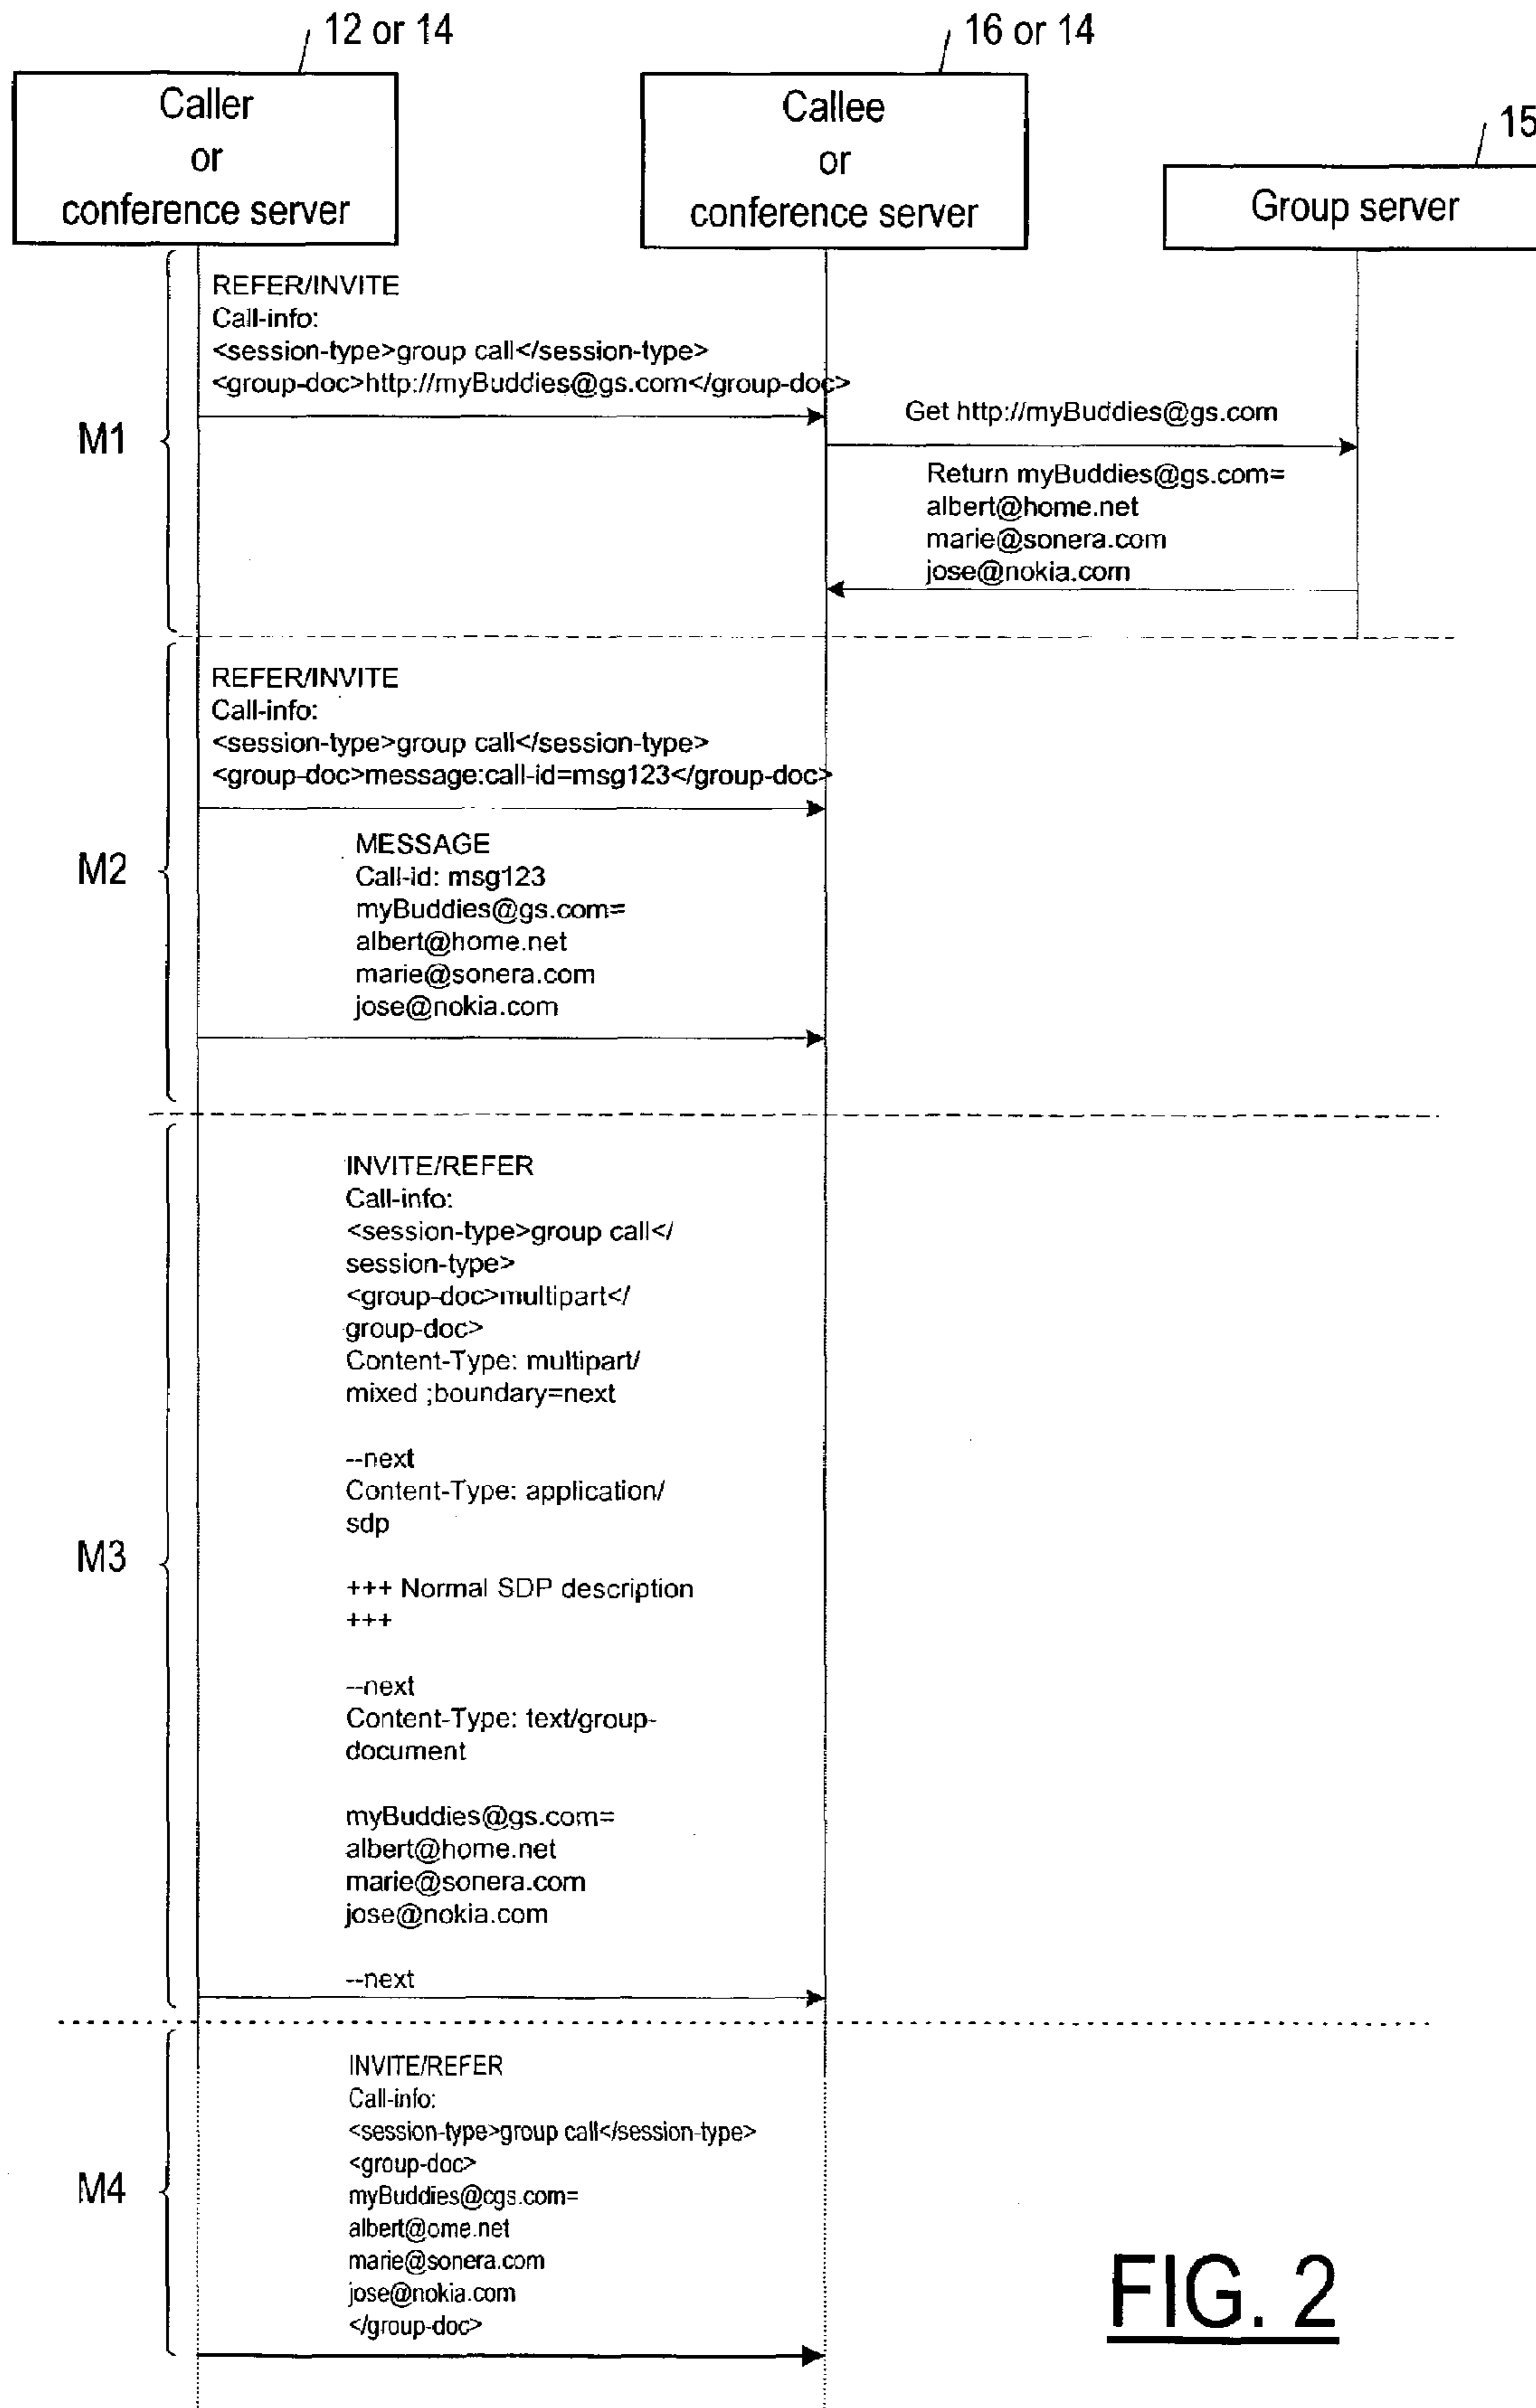 12 or 14
16 or 14
15
Caller
or
conference server
Callee
or
conference server
Group server
M1
REFER/INVITE
Call-info:
<session-type>group call</session-type>
<group-doc>http://myBuddies@gs.com</group-doc>
Get http://myBuddies@gs.com
Return myBuddies@gs.com=
albert@home.net
marie@sonera.com
jose@nokia.com
M2
REFER/INVITE
Call-info:
<session-type>group call</session-type>
<group-doc>message:call-id=msg123</group-doc>
MESSAGE
Call-id: msg123
myBuddies@gs.com=
albert@home.net
marie@sonera.com
jose@nokia.com
M3
INVITE/REFER
Call-info:
<session-type>group call</
session-type>
<group-doc>multipart</
group-doc>
Content-Type: multipart/
mixed ;boundary=next
--next
Content-Type: application/
sdp
+++ Normal SDP description
+++
--next
Content-Type: text/group-
document
myBuddies@gs.com=
albert@home.net
marie@sonera.com
jose@nokia.com
--next
M4
INVITE/REFER
Call-info:
<session-type>group call</session-type>
<group-doc>
myBuddies@cgs.com=
albert@ome.net
marie@sonera.com
jose@nokia.com
</group-doc>
FIG. 2